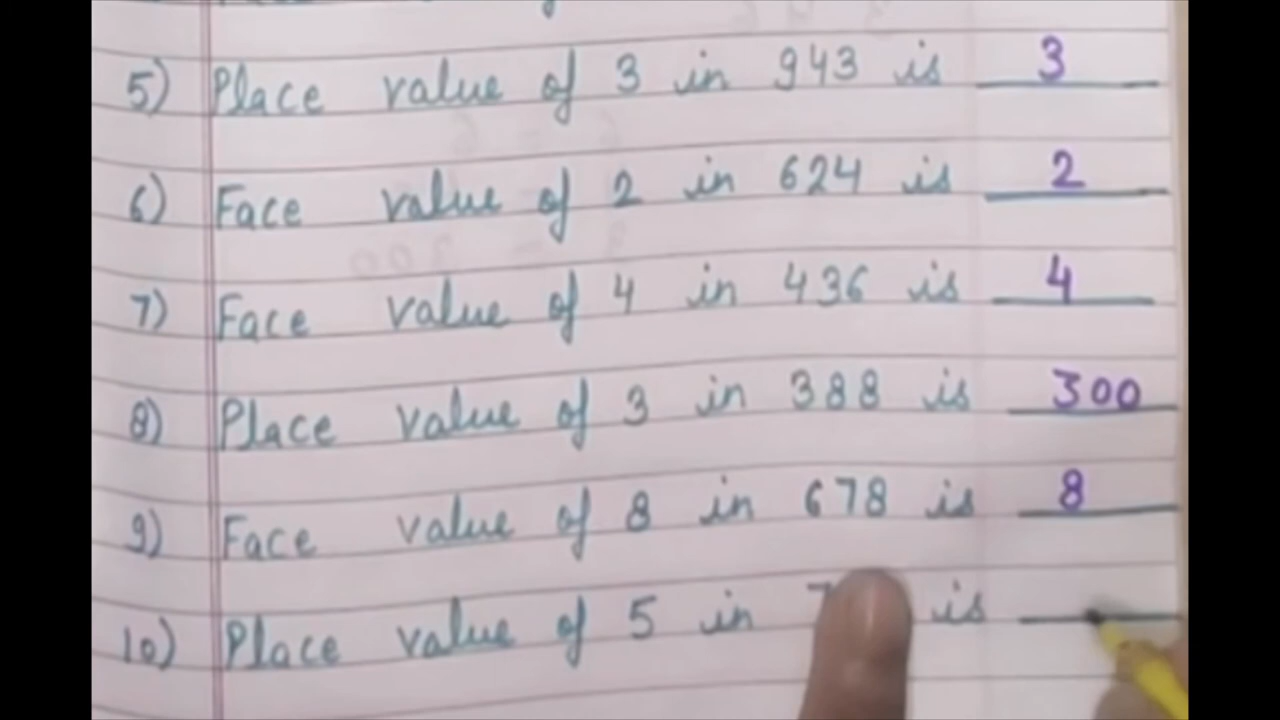 5) Place value of 3 in 943 is 3
6) Face value of 2 in 624 is 2
7) Face value of 4 in 436 is 4
8) Place value of 3 in 388 is 300
9) Face value of 8 in 678 is 8
10) Place value of 5 in is